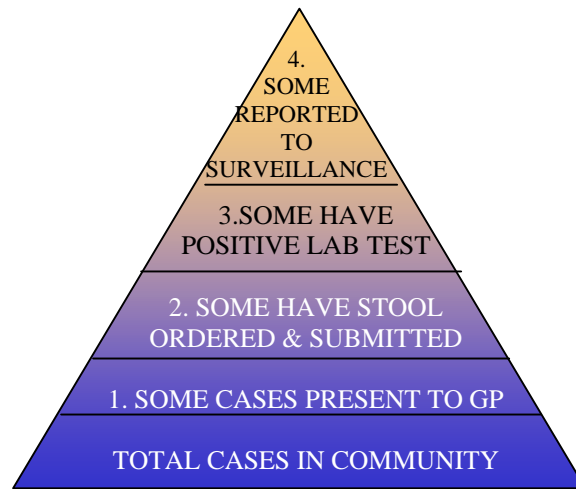 4.
SOME
REPORTED
TO
SURVEILLANCE
3.SOME HAVE
POSITIVE LAB TEST
2. SOME HAVE STOOL
ORDERED & SUBMITTED
1. SOME CASES PRESENT TO GP
TOTAL CASES IN COMMUNITY